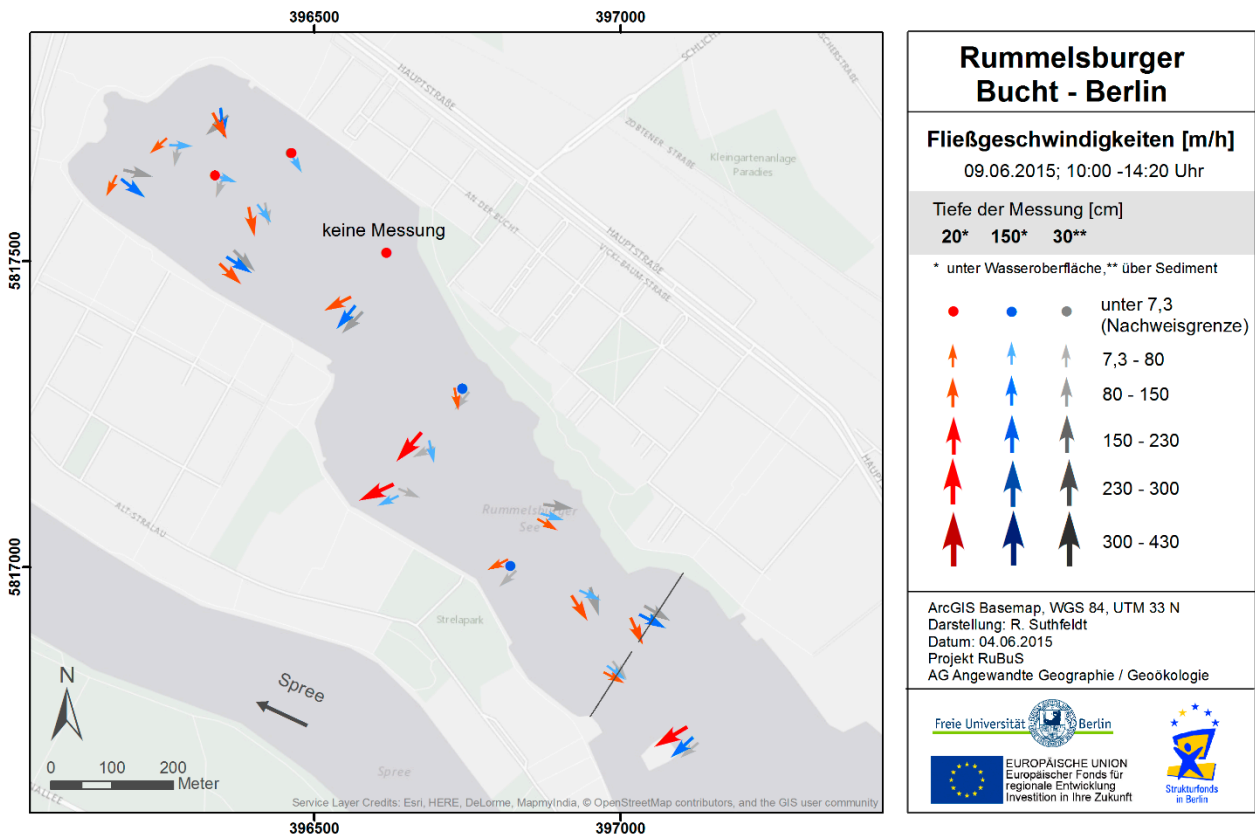 396500
397000
5817500
5817000
HAUPTSTRAßE
SCHLICHT
ZOBTENER STRAßE
Kleingartenanlage
Paradies
AN DER BUCHT
HAUPTSTRAßE
VICKI-BAUM-STRAßE
keine Messung
ALT-STRALAU
Rummelsburger
See
Strelapark
Spree
Spree
N
0 100 200
Meter
Service Layer Credits: Esri, HERE, DeLorme, MapmyIndia, © OpenStreetMap contributors, and the GIS user community
396500
397000
Rummelsburger
Bucht - Berlin
Fließgeschwindigkeiten [m/h]
09.06.2015; 10:00 -14:20 Uhr
Tiefe der Messung [cm]
20* 150* 30**
* unter Wasseroberfläche,** über Sediment
unter 7,3
(Nachweisgrenze)
7,3 - 80
80 - 150
150 - 230
230 - 300
300 - 430
ArcGIS Basemap, WGS 84, UTM 33 N
Darstellung: R. Suthfeldt
Datum: 04.06.2015
Projekt RuBuS
AG Angewandte Geographie / Geoökologie
Freie Universität Berlin
EUROPÄISCHE UNION
Europäischer Fonds für
regionale Entwicklung
Investition in Ihre Zukunft
Strukturfonds
in Berlin